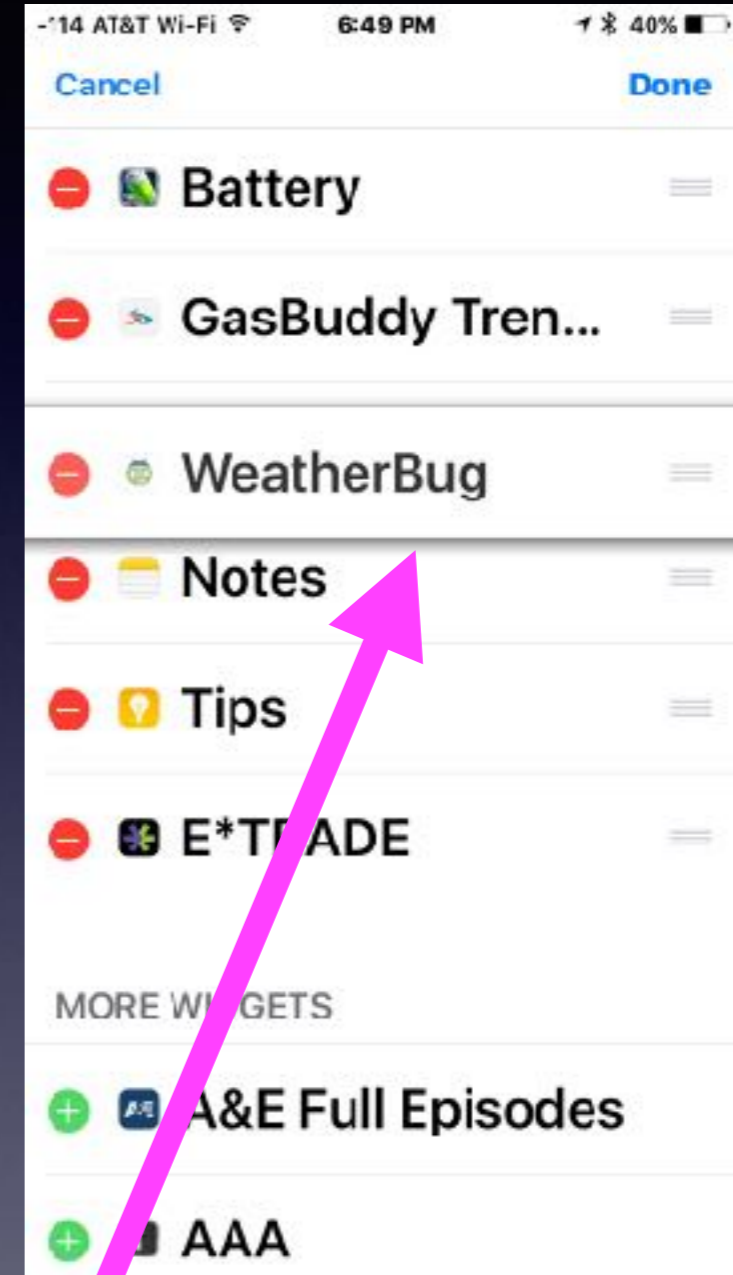 -114 AT&T Wi-Fi 6:49 PM 40%
Cancel Done
Battery
GasBuddy Tren...
WeatherBug
Notes
Tips
E*TRADE
MORE WIDGETS
A&E Full Episodes
AAA